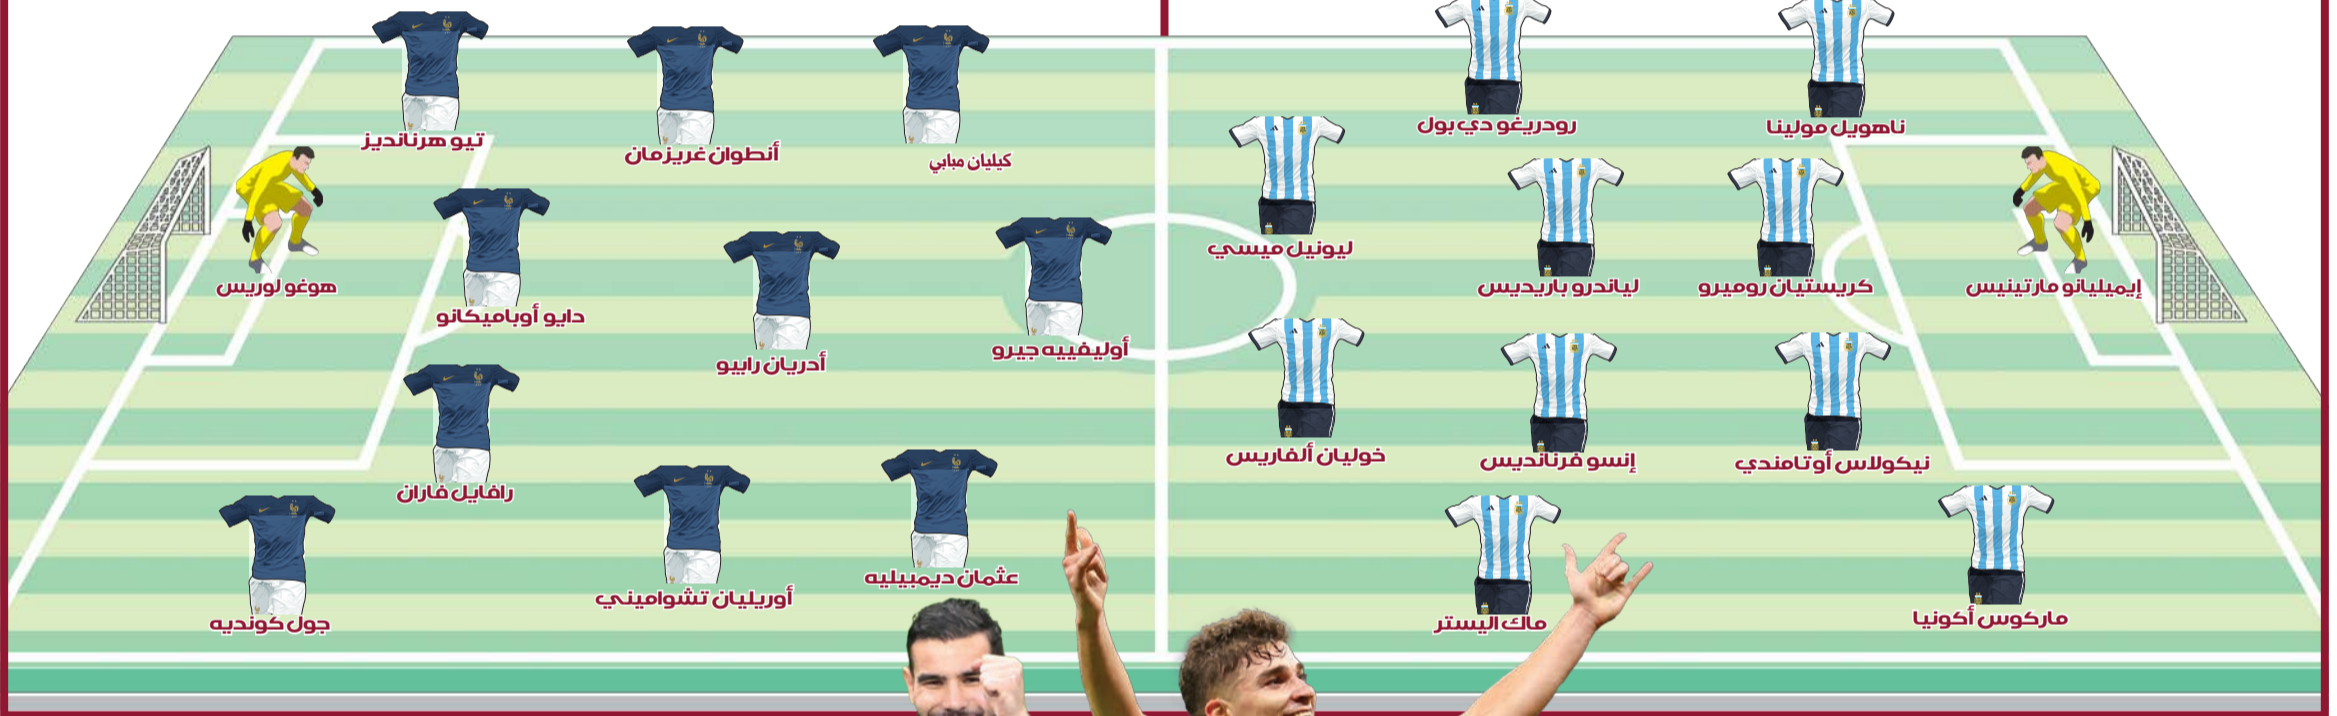 رودريغو دي بول
ناهويل مولينا
تيو هرنانديز
أنطوان غريزمان
كيليان مبابي
ليونيل ميسي
هوغو لوريس
لياندرو باريديس
كريستيان روميرو
إيميليانو مارتينيس
دايو أوباميكانو
أدريان رابيو
أوليفييه جيرو
خوليان ألفاريس
إنسو فرنانديس
نيكولاس أوتامندي
رافايل فاران
عثمان ديمبيليه
أوريليان تشواميني
جول كونديه
ماك اليستر
ماركوس أكونيا